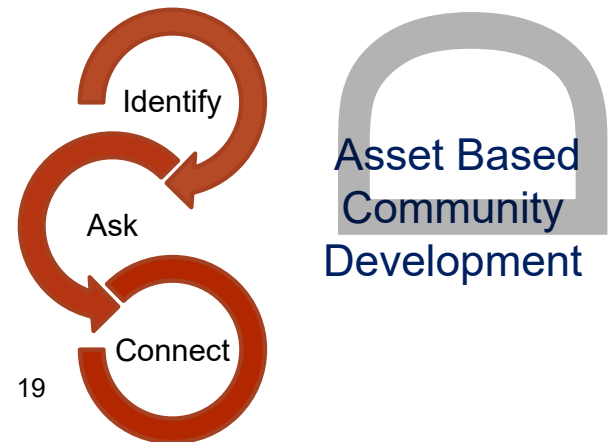 Identify
Ask
Connect
19
Asset Based
Community
Development